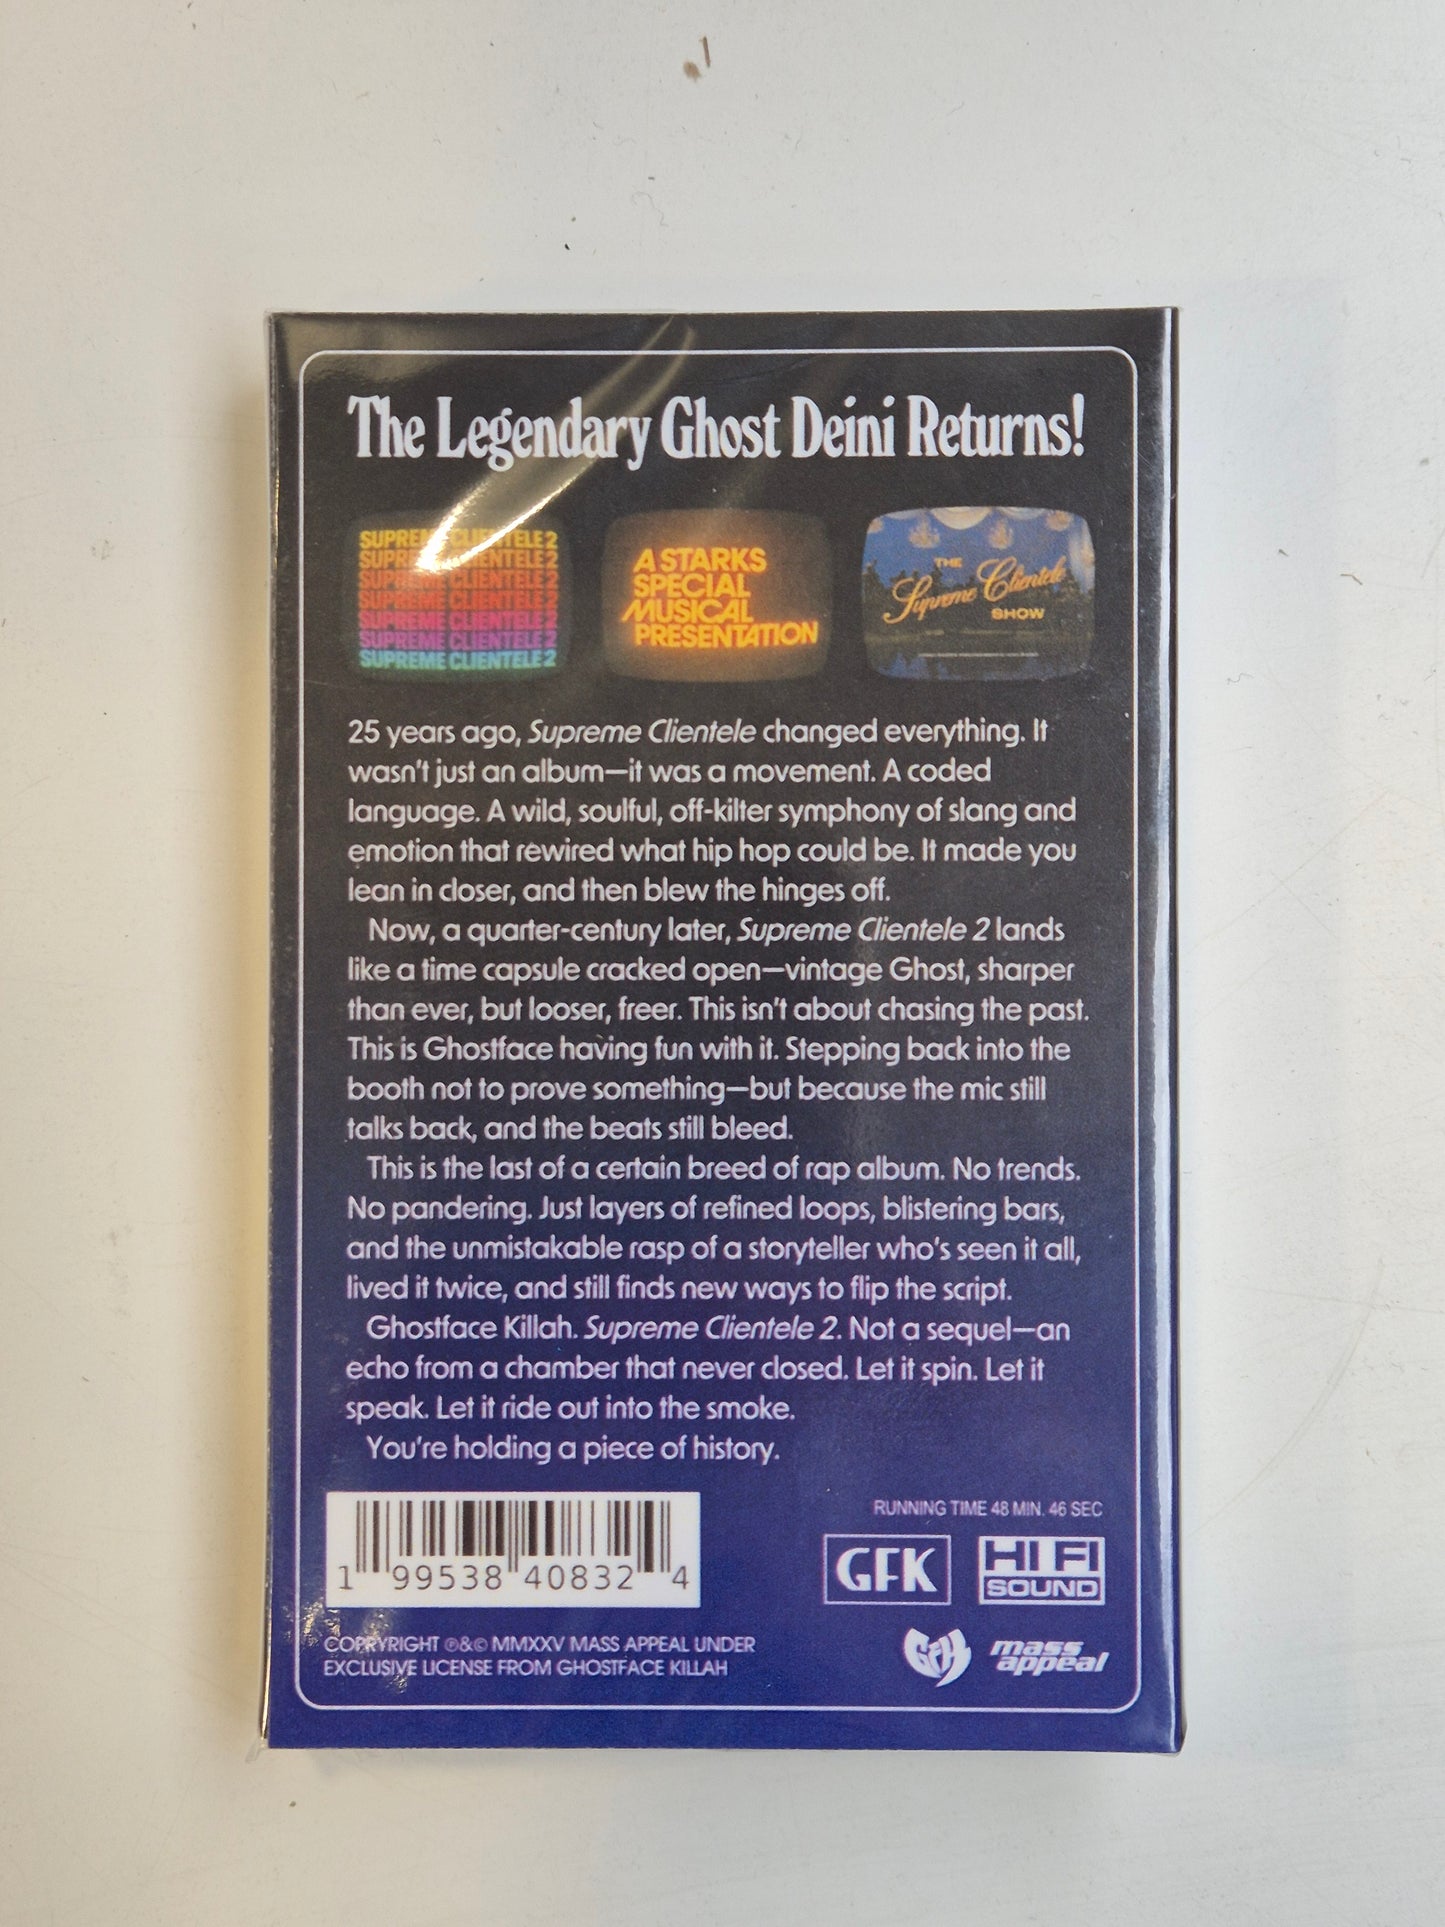 The Legendary Ghost Deini Returns!
SUPREME CLIENTELE 2
SUPREME CLIENTELE 2
SUPREME CLIENTELE 2
SUPREME CLIENTELE 2
SUPREME CLIENTELE 2
SUPREME CLIENTELE 2
SUPREME CLIENTELE 2
A STARKS
SPECIAL
MUSICAL
PRESENTATION
THE
Supreme Clientele
SHOW
25 years ago, Supreme Clientele changed everything. It
wasn't just an album—it was a movement. A coded
language. A wild, soulful, off-kilter symphony of slang and
emotion that rewired what hip hop could be. It made you
lean in closer, and then blew the hinges off.
Now, a quarter-century later, Supreme Clientele 2 lands
like a time capsule cracked open—vintage Ghost, sharper
than ever, but looser, freer. This isn't about chasing the past.
This is Ghostface having fun with it. Stepping back into the
booth not to prove something—but because the mic still
talks back, and the beats still bleed.
This is the last of a certain breed of rap album. No trends.
No pandering. Just layers of refined loops, blistering bars,
and the unmistakable rasp of a storyteller who's seen it all,
lived it twice, and still finds new ways to flip the script.
Ghostface Killah. Supreme Clientele 2. Not a sequel—an
echo from a chamber that never closed. Let it spin. Let it
speak. Let it ride out into the smoke.
You're holding a piece of history.
1 99538 40832 4
RUNNING TIME 48 MIN. 46 SEC
GFK
HI FI
SOUND
COPRYRIGHT ℗&© MMXXV MASS APPEAL UNDER
EXCLUSIVE LICENSE FROM GHOSTFACE KILLAH
GFK
mass
appeal